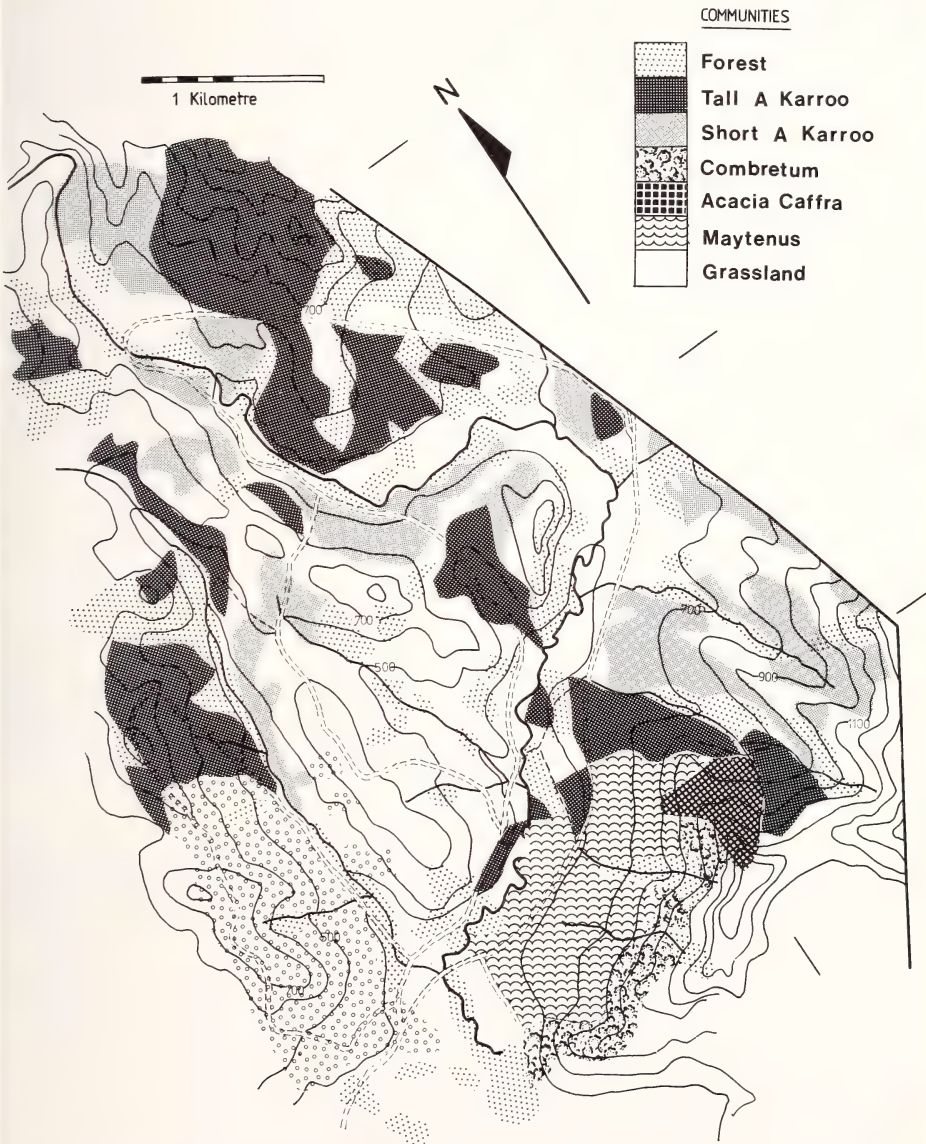 COMMUNITIES
Forest
Tall A Karroo
Short A Karroo
Combretum
Acacia Caffra
Maytenus
Grassland
1 Kilometre
N
700
700
700
500
900
1100
500
700